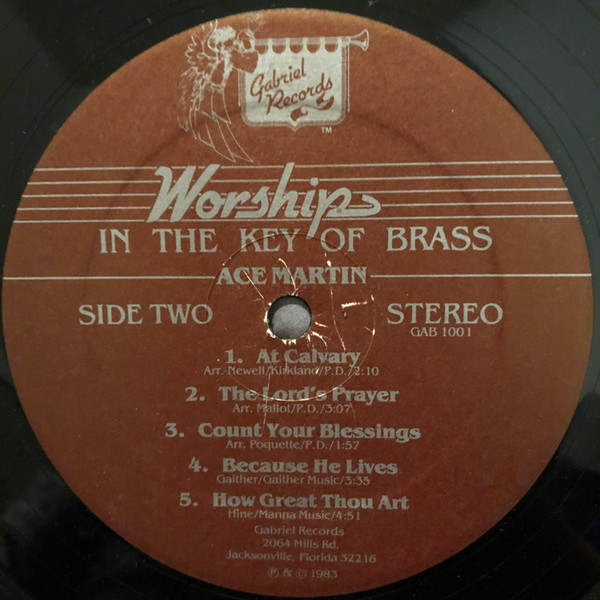 Gabriel
Records
TM
Worship
IN THE KEY OF BRASS
ACE MARTIN
SIDE TWO
STEREO
GAB 1001
1. At Calvary
Arr. Newell/Kirkland/P.D./2:10
2. The Lord's Prayer
Arr. Mallot/P.D./3:07
3. Count Your Blessings
Arr. Poquette/P.D./1:57
4. Because He Lives
Gaither/Gaither Music/3:35
5. How Great Thou Art
Hine/Manna Music/4:51
Gabriel Records
2064 Mills Rd.
Jacksonville, Florida 32216
℗ & © 1983